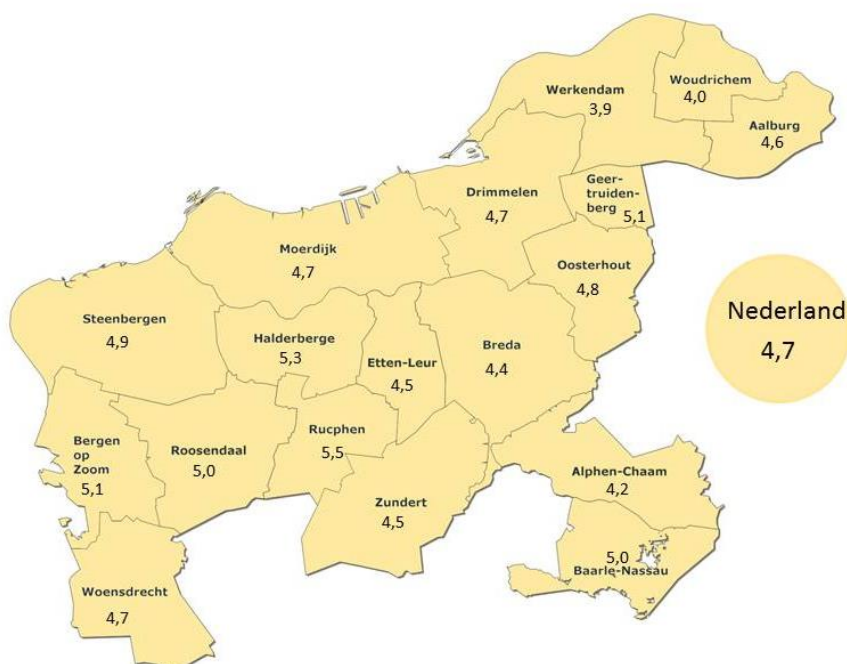 Werkendam
3,9
Woudrichem
4,0
Aalburg
4,6
Drimmelen
4,7
Geer-
truiden-
berg
5,1
Moerdijk
4,7
Oosterhout
4,8
Nederland
4,7
Steenbergen
4,9
Halderberge
5,3
Etten-Leur
4,5
Breda
4,4
Bergen
op
Zoom
5,1
Roosendaal
5,0
Rucphen
5,5
Zundert
4,5
Alphen-Chaam
4,2
5,0
Baarle-Nassau
Woensdrecht
4,7